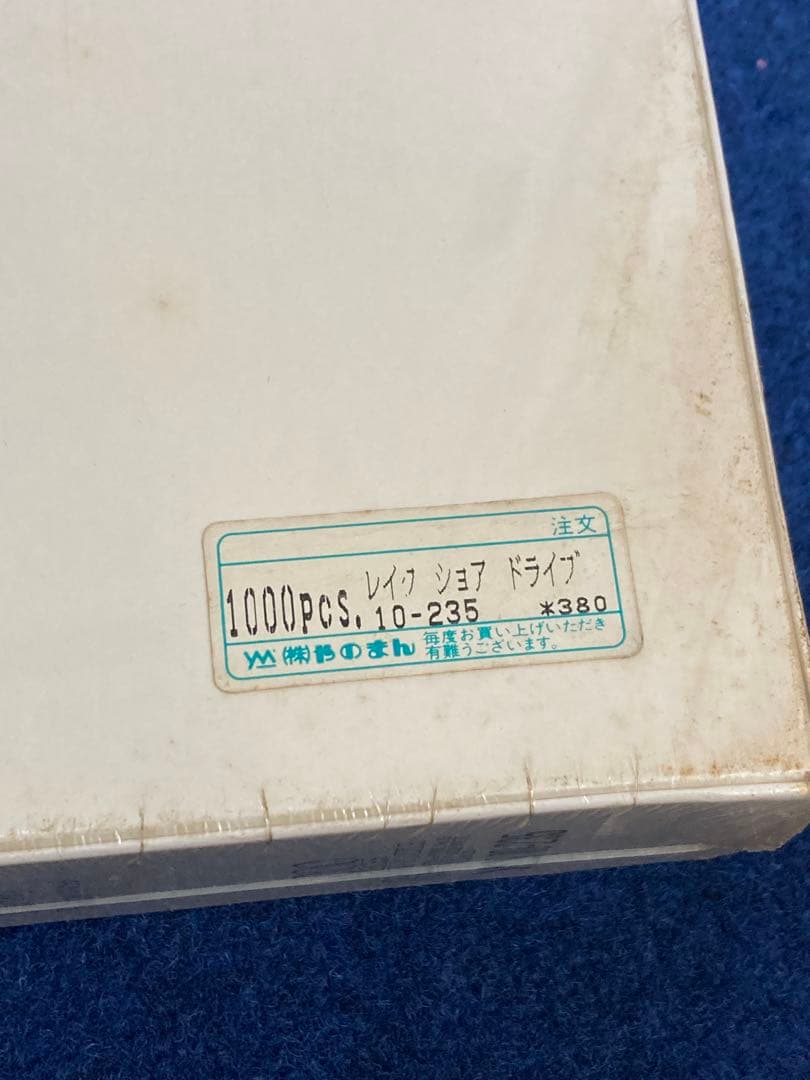 注文
レイク ショア ドライブ
1000pcs. 10-235 *380
YM (株)やのまん 毎度お買い上げいただき
有難うございます。